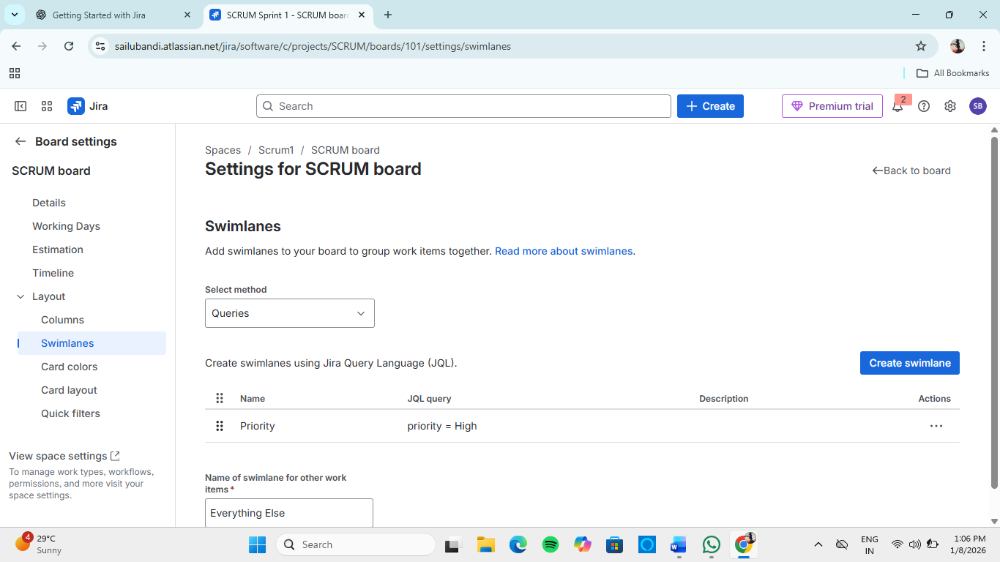 Getting Started with Jira
SCRUM Sprint 1 - SCRUM boar
sailubandi.atlassian.net/jira/software/c/projects/SCRUM/boards/101/settings/swimlanes
All Bookmarks
Jira
Search
Create
Premium trial
2
SB
Board settings
SCRUM board
Details
Working Days
Estimation
Timeline
Layout
Columns
Swimlanes
Card colors
Card layout
Quick filters
View space settings
To manage work types, workflows,
permissions, and more visit your
space settings.
Spaces / Scrum1 / SCRUM board
Settings for SCRUM board
Back to board
Swimlanes
Add swimlanes to your board to group work items together. Read more about swimlanes.
Select method
Queries
Create swimlanes using Jira Query Language (JQL).
Create swimlane
Name JQL query Description Actions
Priority priority = High
Name of swimlane for other work
items *
Everything Else
4
29°C
Sunny
Search
ENG
IN
1:06 PM
1/8/2026